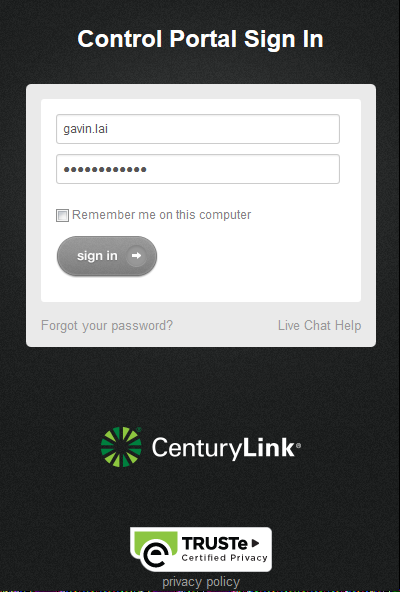 Control Portal Sign In
gavin.lai
••••••••••••
Remember me on this computer
sign in
Forgot your password? Live Chat Help
CenturyLink®
TRUSTe
Certified Privacy
privacy policy